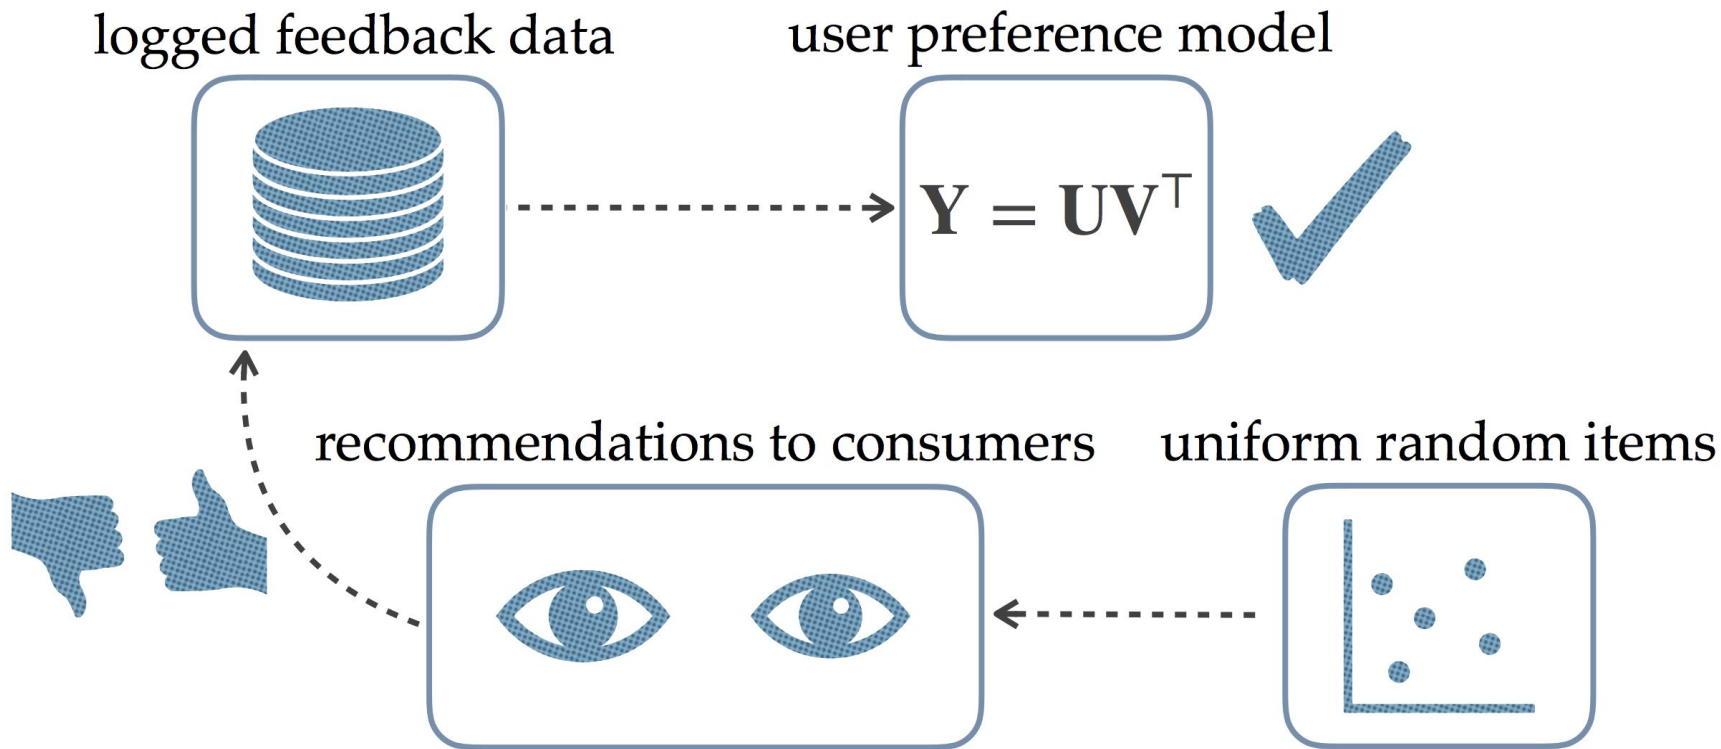 logged feedback data
user preference model
Y = UV⊤
recommendations to consumers
uniform random items